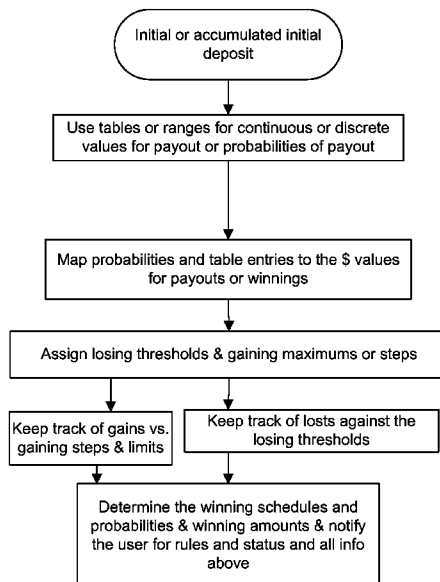 Initial or accumulated initial
deposit
Use tables or ranges for continuous or discrete
values for payout or probabilities of payout
Map probabilities and table entries to the $ values
for payouts or winnings
Assign losing thresholds & gaining maximums or steps
Keep track of gains vs.
gaining steps & limits
Keep track of losts against the
losing thresholds
Determine the winning schedules and
probabilities & winning amounts & notify
the user for rules and status and all info
above